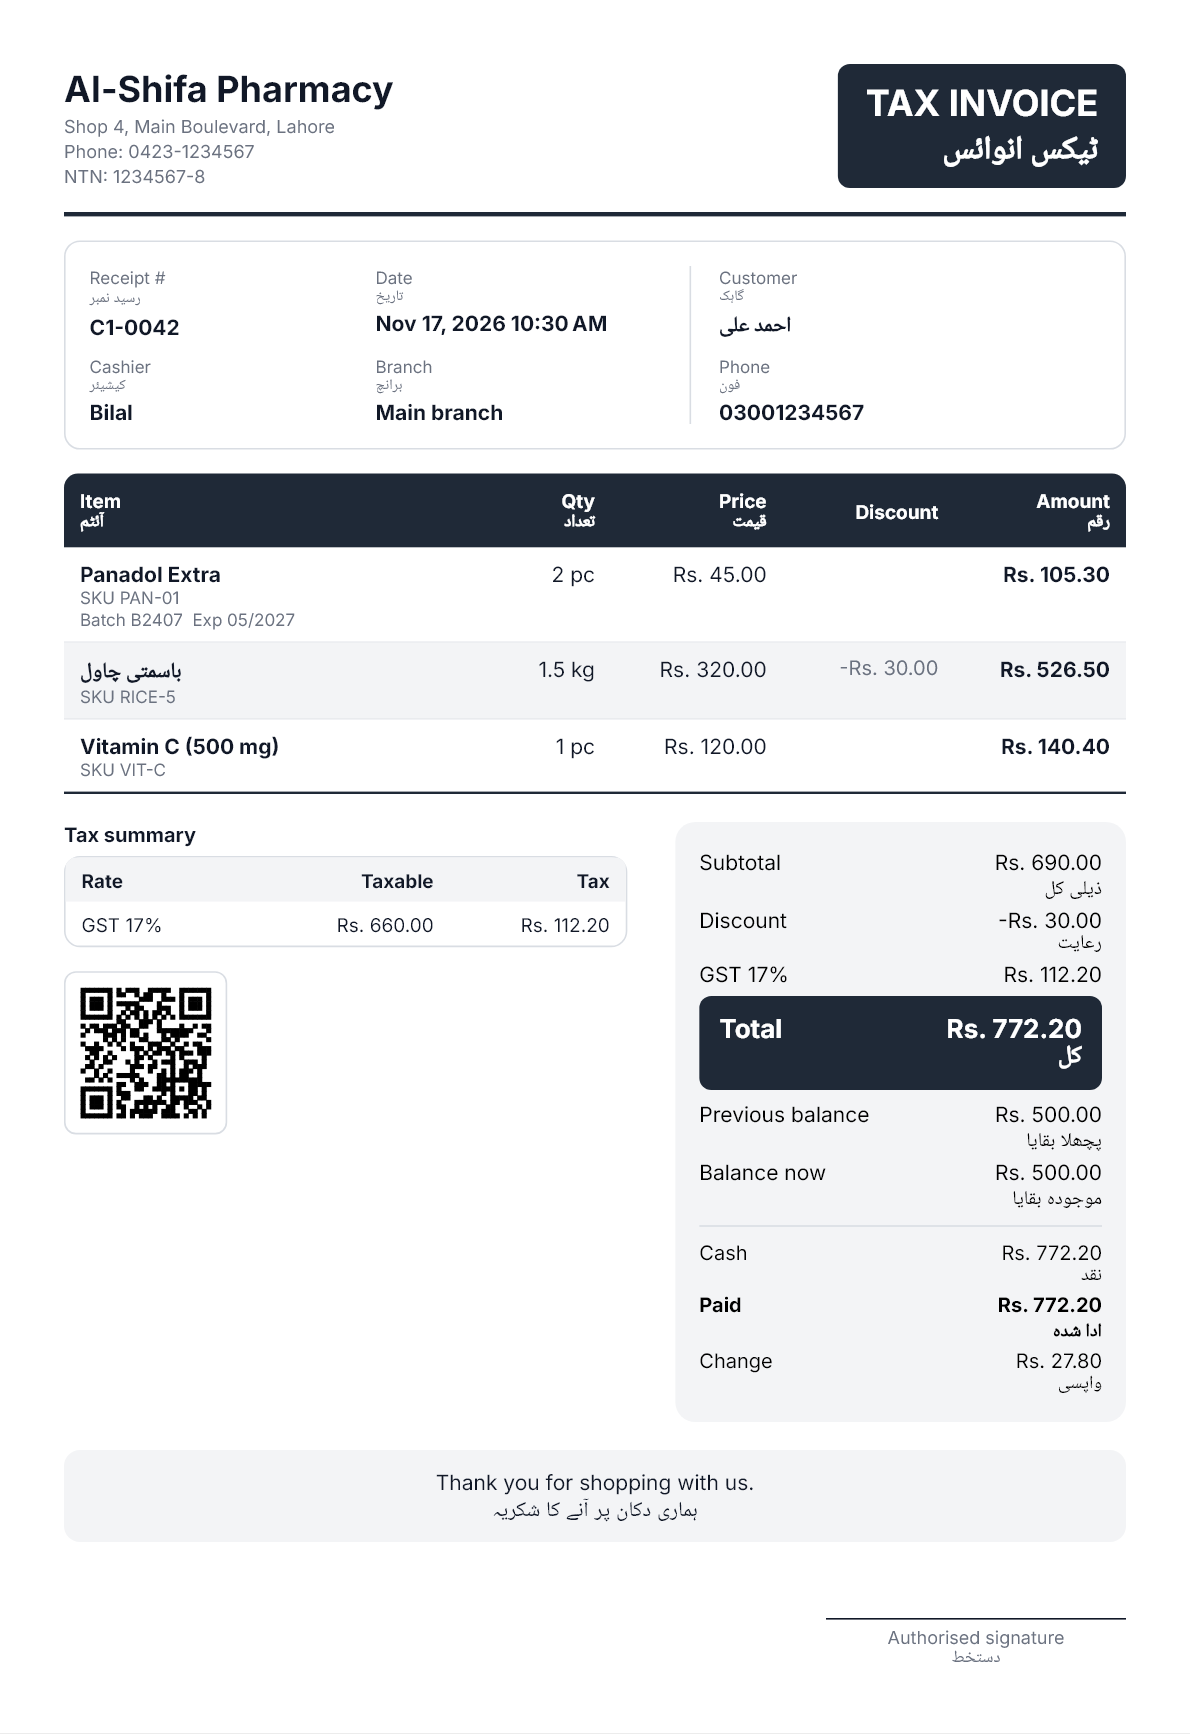 Al-Shifa Pharmacy
Shop 4, Main Boulevard, Lahore
Phone: 0423-1234567
NTN: 1234567-8
TAX INVOICE
ٹیکس انوائس
Receipt #
رسید نمبر
C1-0042
Date
تاریخ
Nov 17, 2026 10:30 AM
Customer
گاہک
احمد علی
Cashier
کیشیئر
Bilal
Branch
برانچ
Main branch
Phone
فون
03001234567
Item Qty Price Discount Amount
آئٹم تعداد قیمت رقم
Panadol Extra 2 pc Rs. 45.00 Rs. 105.30
SKU PAN-01
Batch B2407 Exp 05/2027
باسمتی چاول 1.5 kg Rs. 320.00 -Rs. 30.00 Rs. 526.50
SKU RICE-5
Vitamin C (500 mg) 1 pc Rs. 120.00 Rs. 140.40
SKU VIT-C
Tax summary
Rate Taxable Tax
GST 17% Rs. 660.00 Rs. 112.20
Subtotal Rs. 690.00
ذیلی کل
Discount -Rs. 30.00
رعایت
GST 17% Rs. 112.20
Total Rs. 772.20
کل
Previous balance Rs. 500.00
پچھلا بقایا
Balance now Rs. 500.00
موجودہ بقایا
Cash Rs. 772.20
نقد
Paid Rs. 772.20
ادا شدہ
Change Rs. 27.80
واپسی
Thank you for shopping with us.
ہماری دکان پر آنے کا شکریہ
Authorised signature
دستخط